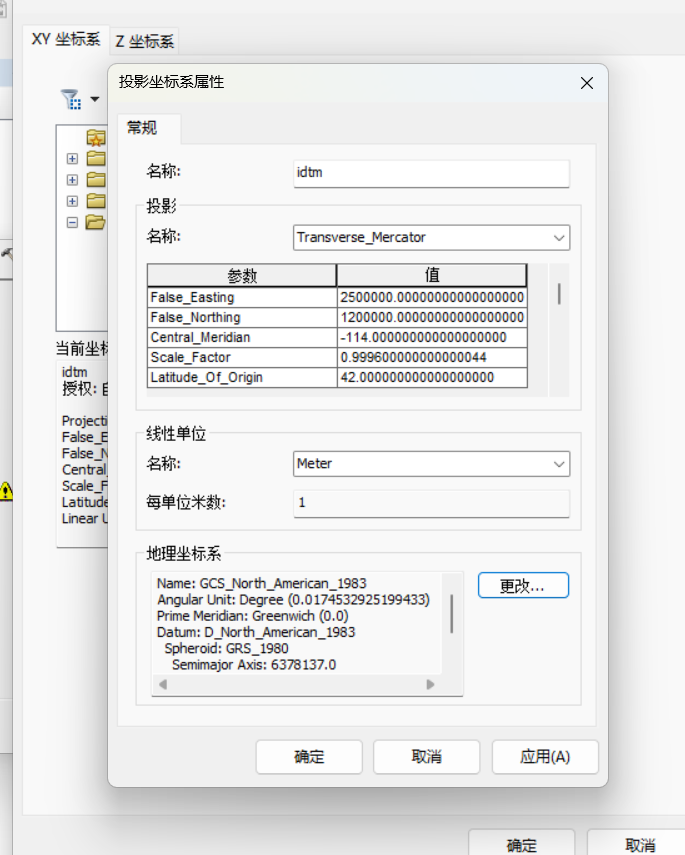 XY 坐标系 Z 坐标系
投影坐标系属性
常规
名称: idtm
投影
名称: Transverse_Mercator
参数 值
False_Easting 2500000.00000000000000000
False_Northing 1200000.00000000000000000
Central_Meridian -114.000000000000000000
Scale_Factor 0.999600000000000044
Latitude_Of_Origin 42.000000000000000000
线性单位
名称: Meter
每单位米数: 1
地理坐标系
Name: GCS_North_American_1983
Angular Unit: Degree (0.0174532925199433)
Prime Meridian: Greenwich (0.0)
Datum: D_North_American_1983
Spheroid: GRS_1980
Semimajor Axis: 6378137.0
更改...
确定 取消 应用(A)
当前坐标
idtm
授权: 自
Projecti
False_E
False_N
Central_
Scale_F
Latitude
Linear U
确定 取消